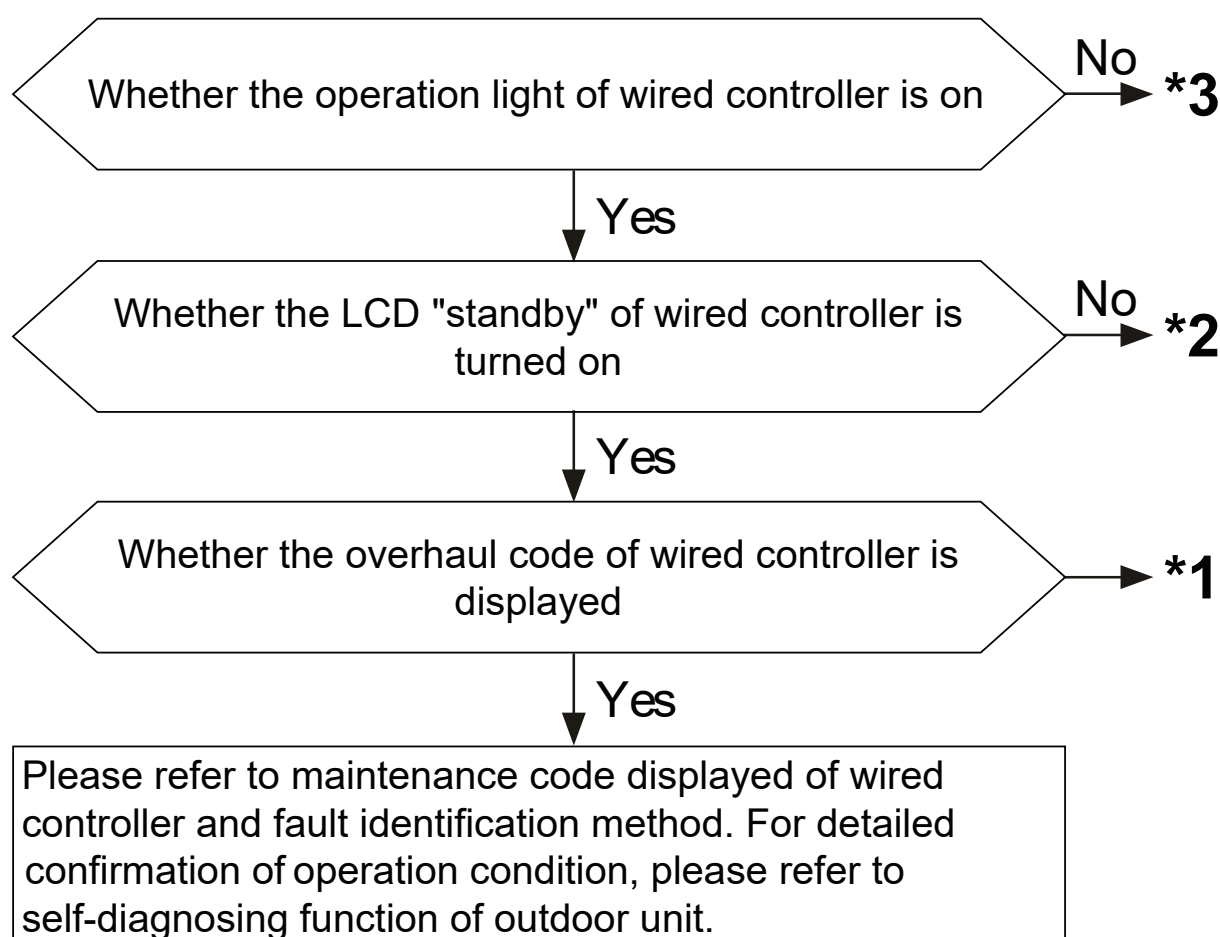 Whether the operation light of wired controller is on
No
*3
Yes
Whether the LCD "standby" of wired controller is
turned on
No
*2
Yes
Whether the overhaul code of wired controller is
displayed
*1
Yes
Please refer to maintenance code displayed of wired
controller and fault identification method. For detailed
confirmation of operation condition, please refer to
self-diagnosing function of outdoor unit.